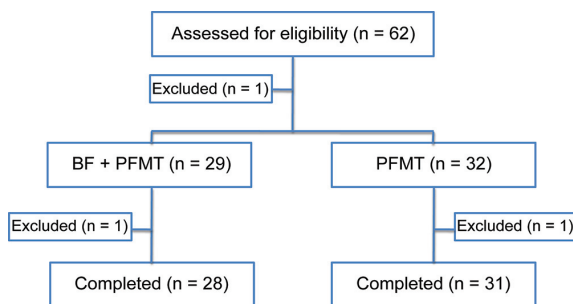 Assessed for eligibility (n = 62)
Excluded (n = 1)
BF + PFMT (n = 29)
PFMT (n = 32)
Excluded (n = 1)
Excluded (n = 1)
Completed (n = 28)
Completed (n = 31)